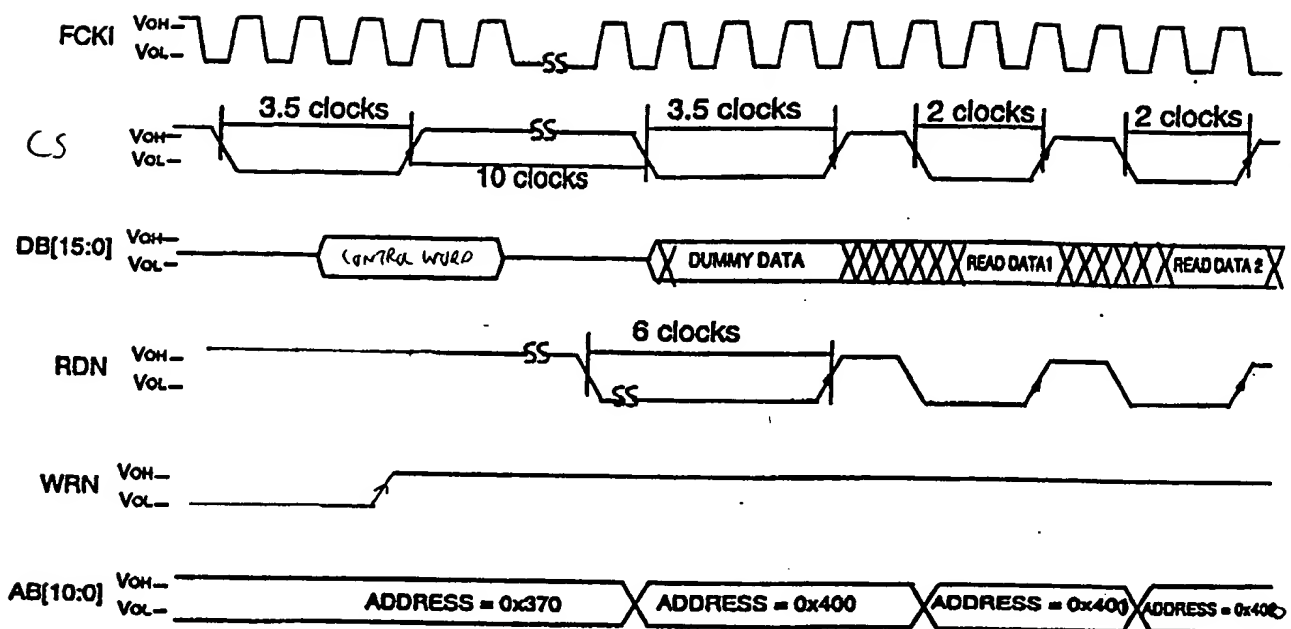 FCKI VOH
VOL
SS
CS VOH
VOL
3.5 clocks
SS
10 clocks
3.5 clocks
2 clocks
2 clocks
DB[15:0] VOH
VOL
CONTROL WORD
DUMMY DATA
READ DATA1
READ DATA 2
RDN VOH
VOL
SS
6 clocks
SS
WRN VOH
VOL
AB[10:0] VOH
VOL
ADDRESS = 0x370
ADDRESS = 0x400
ADDRESS = 0x400
ADDRESS =